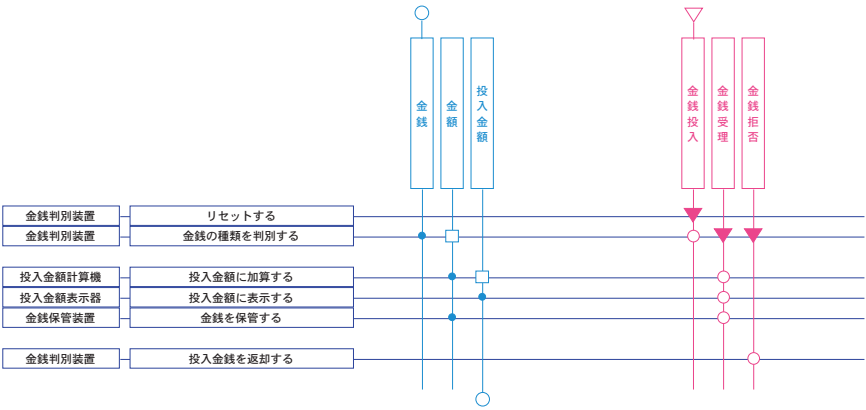 金銭
金額
投入金額
金銭投入
金銭受理
金銭拒否
金銭判別装置 リセットする
金銭判別装置 金銭の種類を判別する
投入金額計算機 投入金額に加算する
投入金額表示器 投入金額に表示する
金銭保管装置 金銭を保管する
金銭判別装置 投入金銭を返却する